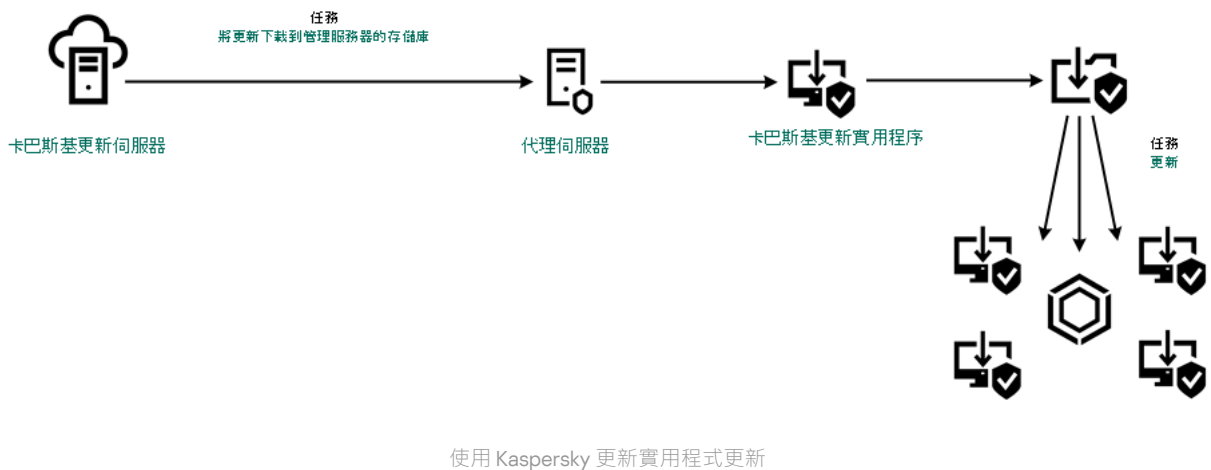 任務
將更新下載到管理服務器的存儲庫
卡巴斯基更新伺服器
代理伺服器
卡巴斯基更新實用程序
任務
更新
使用 Kaspersky 更新實用程式更新